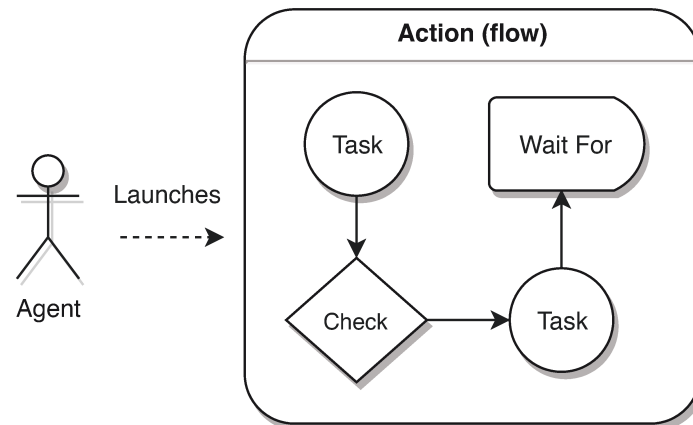 Action (flow)
Task
Wait For
Launches
Agent
Check
Task